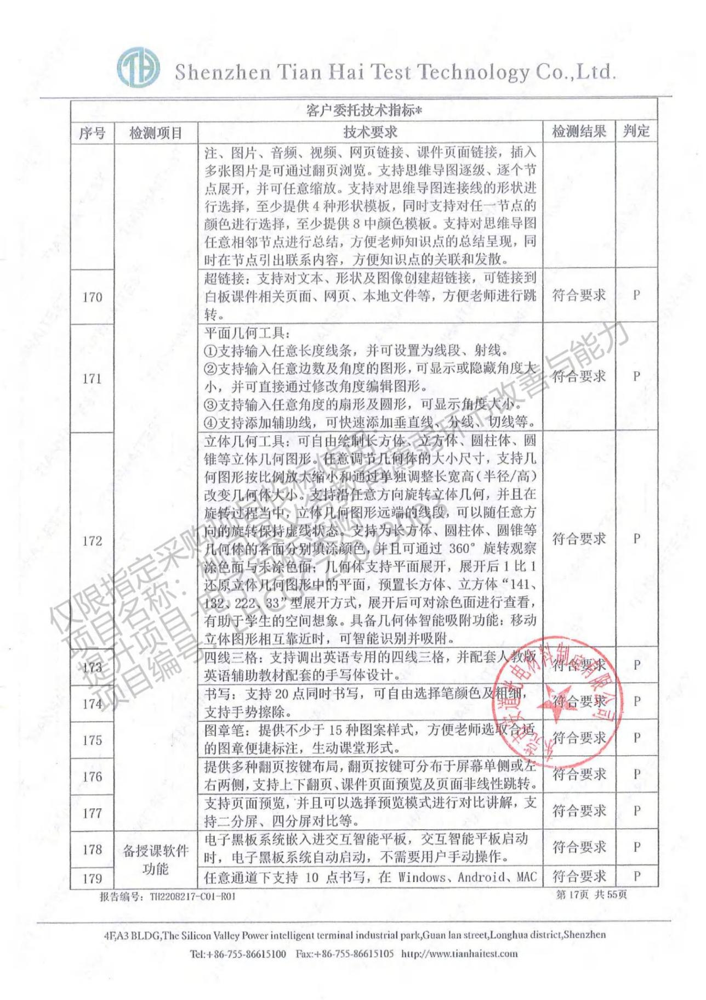 Shenzhen Tian Hai Test Technology Co.,Ltd.
客户委托技术指标*
序号 检测项目 技术要求 检测结果 判定
注、图片、音频、视频、网页链接、课件页面链接，插入
多张图片是可通过翻页浏览。支持思维导图逐级、逐个节
点展开，并可任意缩放。支持对思维导图连接线的形状进
行选择，至少提供 4 种形状模板，同时支持对任一节点的
颜色进行选择，至少提供 8 中颜色模板。支持对思维导图
任意相邻节点进行总结，方便老师知识点的总结呈现，同
时在节点引出联系内容，方便知识点的关联和发散。
170 超链接：支持对文本、形状及图像创建超链接，可链接到
白板课件相关页面、网页、本地文件等，方便老师进行跳
转。
符合要求 P
171 平面几何工具：
①支持输入任意长度线条，并可设置为线段、射线。
②支持输入任意边数及角度的图形，可显示或隐藏角度大
小，并可直接通过修改角度编辑图形。
③支持输入任意角度的扇形及圆形，可显示角度大小。
④支持添加辅助线，可快速添加垂直线、分线、切线等。
符合要求 P
172 立体几何工具：可自由绘制长方体、立方体、圆柱体、圆
锥等立体几何图形。任意调节几何体的大小尺寸，支持几
何图形按比例放大缩小和通过单独调整长宽高（半径/高）
改变几何体大小。支持沿任意方向旋转立体几何，并且在
旋转过程当中，立体几何图形远端的线段，可以随任意方
向的旋转保持虚线状态。支持为长方体、圆柱体、圆锥等
几何体的各面分别填涂颜色，并且可通过 360° 旋转观察
涂色面与未涂色面；几何体支持平面展开，展开后 1 比 1
还原立体几何图形中的平面，预置长方体、立方体“141、
132、222、33”型展开方式，展开后可对涂色面进行查看，
有助于学生的空间想象。具备几何体智能吸附功能：移动
立体图形相互靠近时，可智能识别并吸附。
符合要求 P
173 四线三格：支持调出英语专用的四线三格，并配套人教版
英语辅助教材配套的手写体设计。
符合要求 P
174 书写：支持 20 点同时书写，可自由选择笔颜色及粗细，
支持手势擦除。
符合要求 P
175 图章笔：提供不少于 15 种图案样式，方便老师选取合适
的图章便捷标注，生动课堂形式。
符合要求 P
176 提供多种翻页按键布局，翻页按键可分布于屏幕单侧或左
右两侧，支持上下翻页、课件页面预览及页面非线性跳转。
符合要求 P
177 支持页面预览，并且可以选择预览模式进行对比讲解，支
持二分屏、四分屏对比等。
符合要求 P
备授课软件
功能
178 电子黑板系统嵌入进交互智能平板，交互智能平板启动
时，电子黑板系统自动启动，不需要用户手动操作。
符合要求 P
179 任意通道下支持 10 点书写，在 Windows、Android、MAC 符合要求 P
报告编号：TH2208217-C01-R01 第 17页 共 55页
4F,A3 BLDG,The Silicon Valley Power intelligent terminal industrial park,Guan lan street,Longhua district,Shenzhen
Tel:+86-755-86615100 Fax:+86-755-86615105 http://www.tianhaitest.com
仅限指定采购项目投标使用：
提升项目-电子白板采购